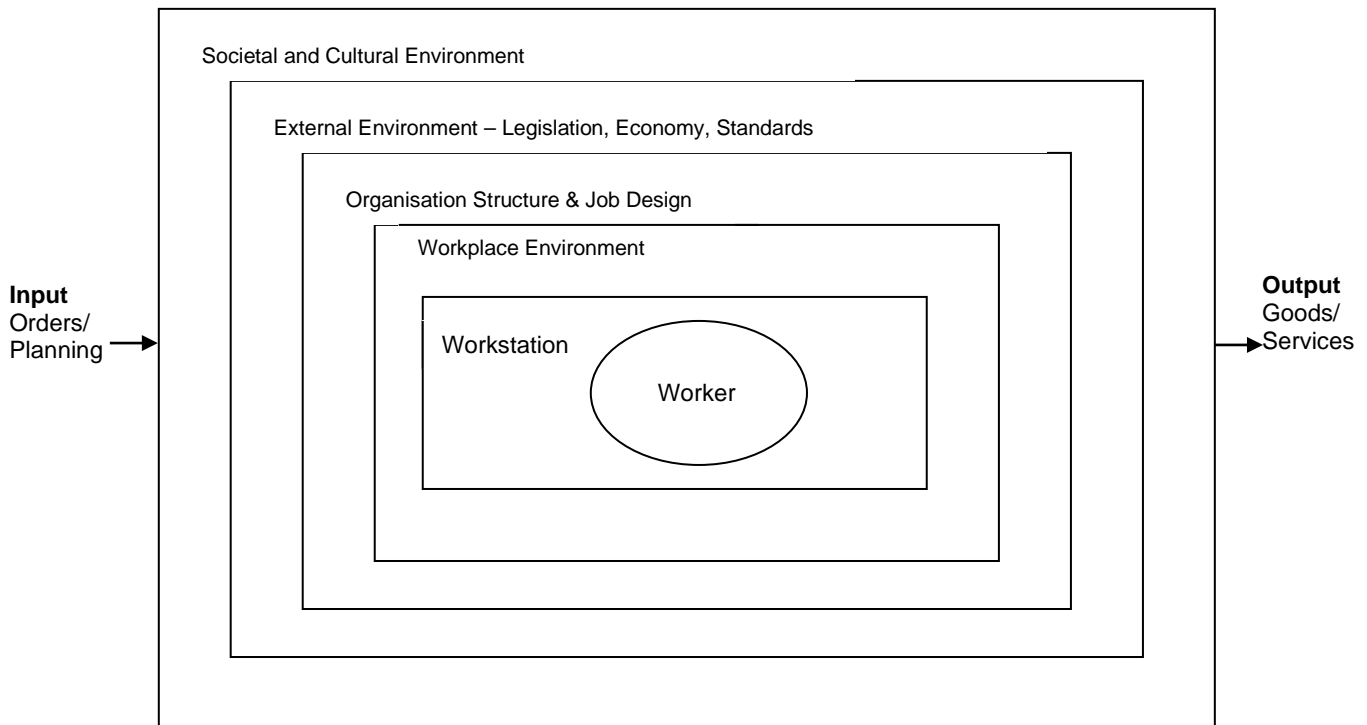 Societal and Cultural Environment
External Environment – Legislation, Economy, Standards
Organisation Structure & Job Design
Workplace Environment
Input
Orders/
Planning
Workstation
Worker
Output
Goods/
Services